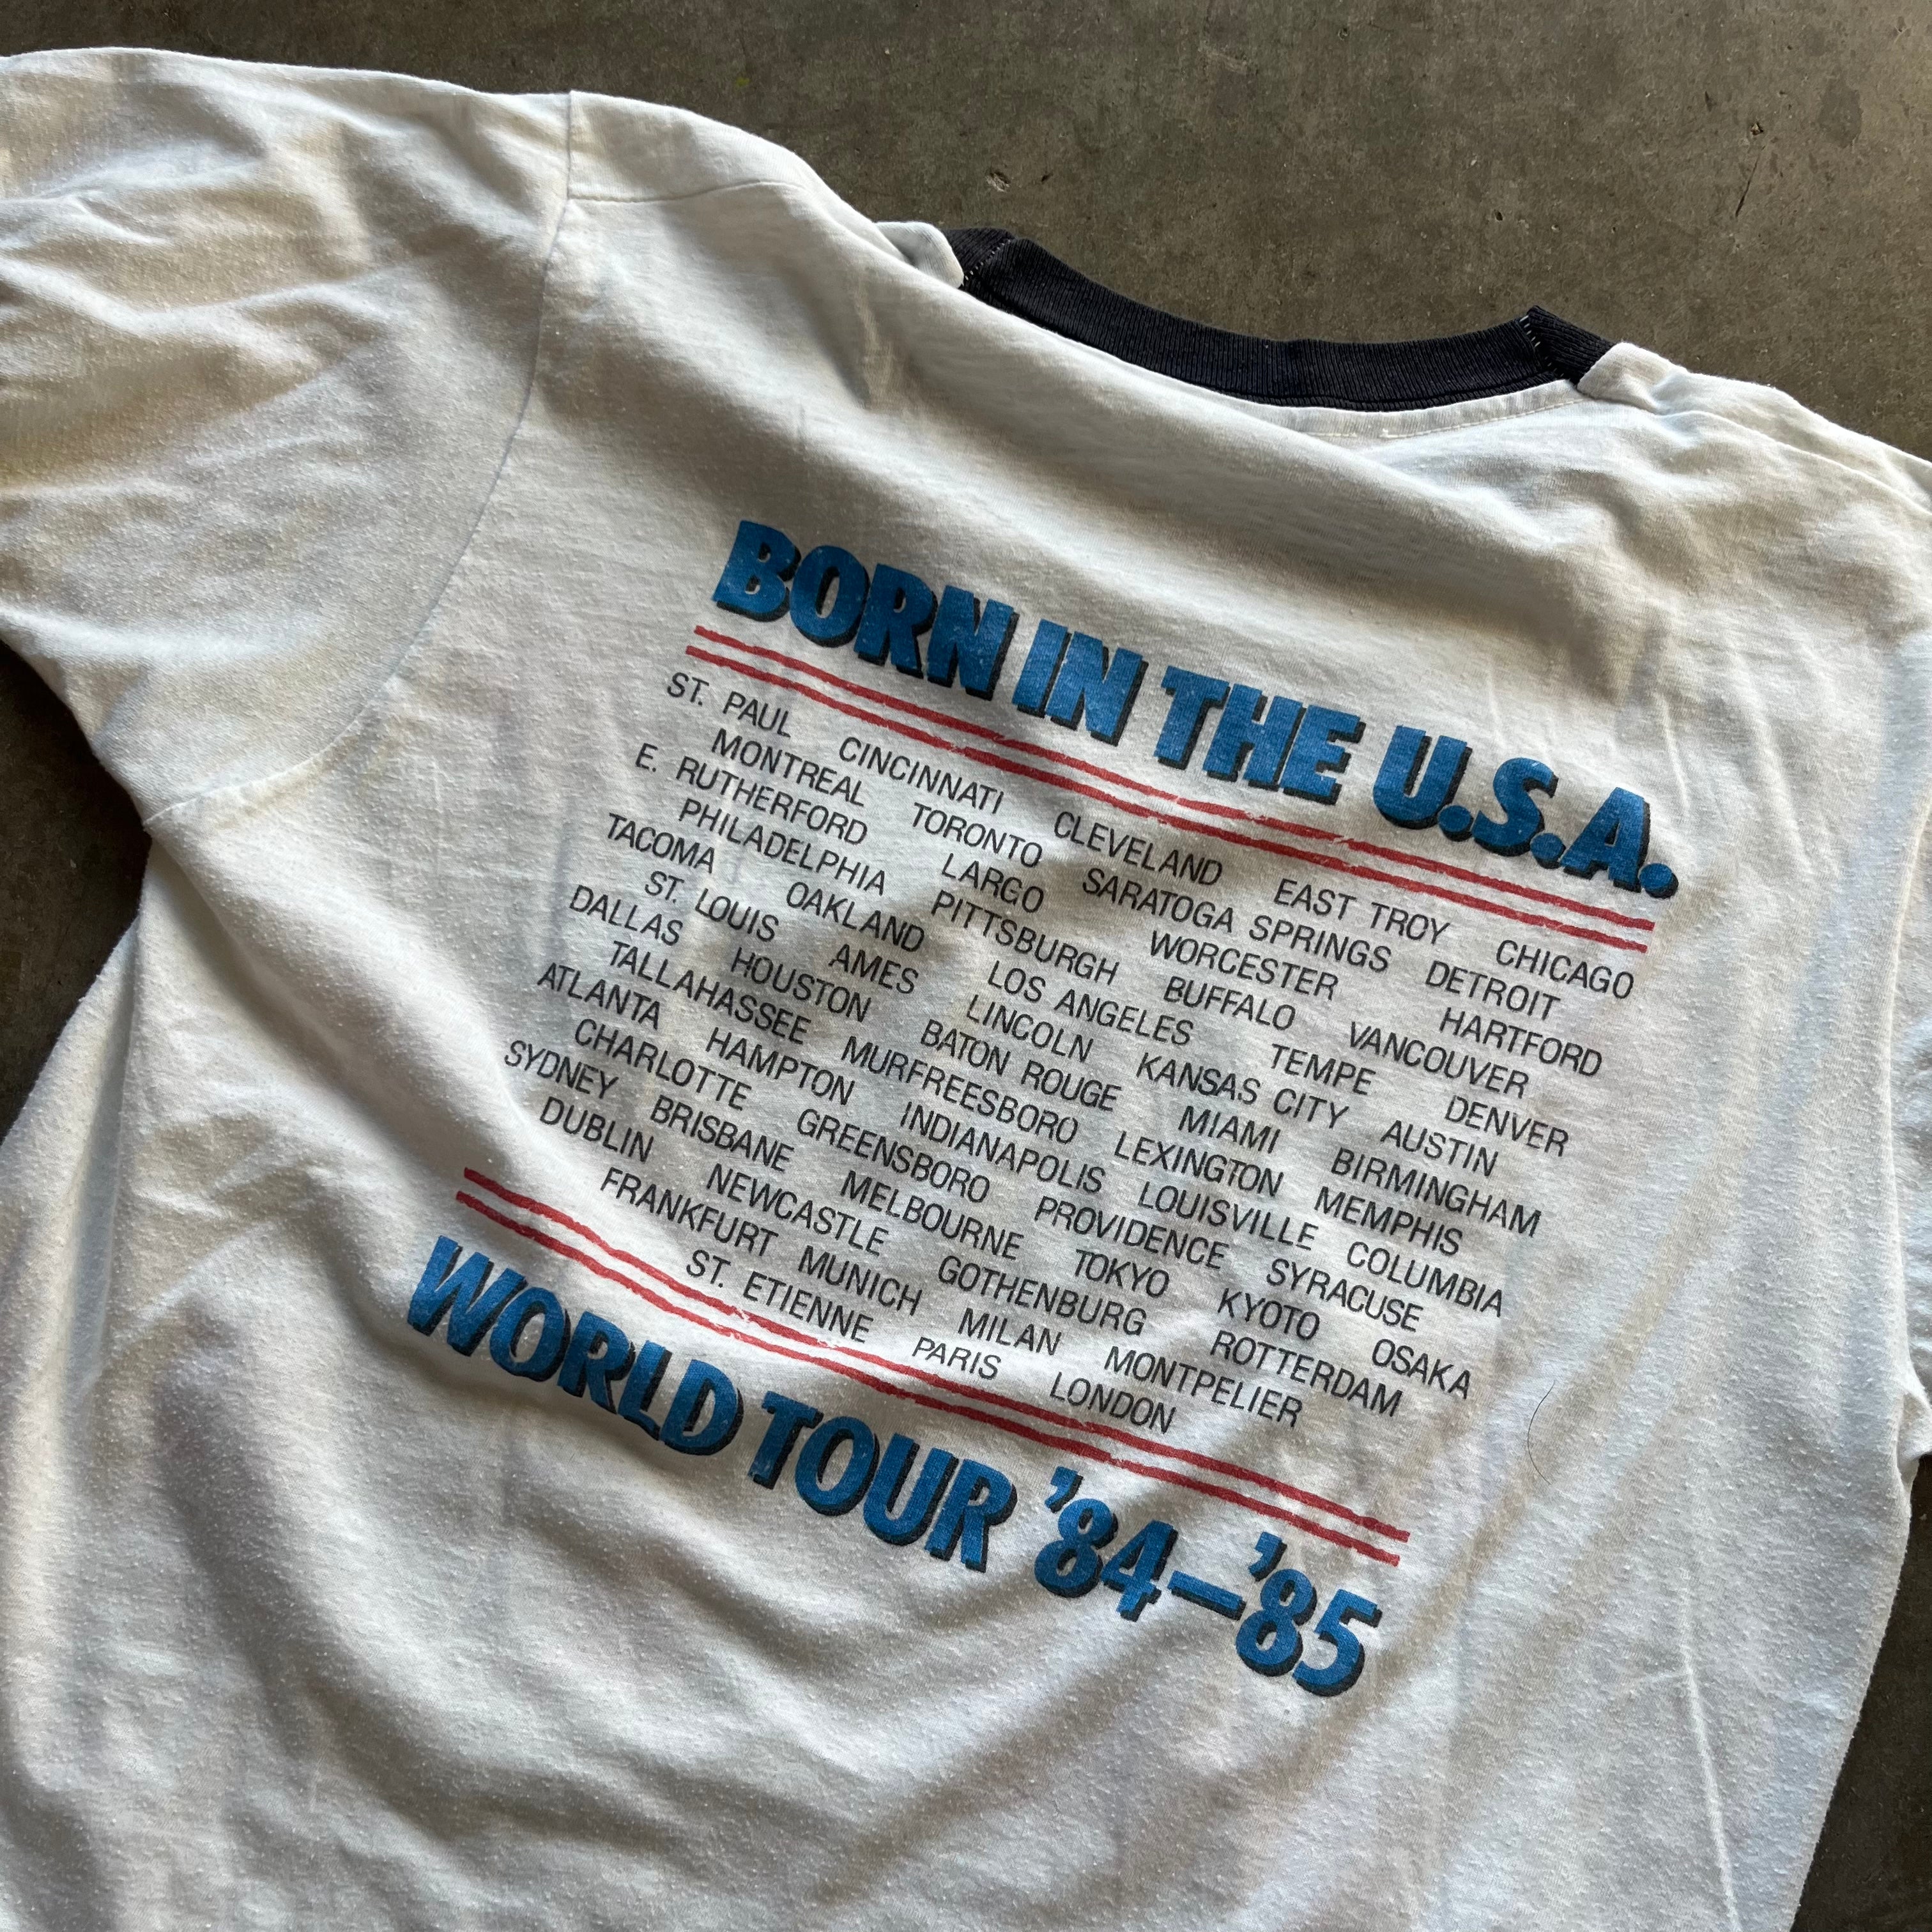 BORN IN THE U.S.A.
ST. PAUL CINCINNATI CLEVELAND EAST TROY CHICAGO
MONTREAL TORONTO SARATOGA SPRINGS DETROIT
E. RUTHERFORD LARGO WORCESTER HARTFORD
PHILADELPHIA PITTSBURGH BUFFALO VANCOUVER
TACOMA OAKLAND LOS ANGELES TEMPE DENVER
ST. LOUIS AMES LINCOLN KANSAS CITY AUSTIN
DALLAS HOUSTON BATON ROUGE MIAMI BIRMINGHAM
TALLAHASSEE MURFREESBORO LEXINGTON MEMPHIS
ATLANTA HAMPTON INDIANAPOLIS LOUISVILLE COLUMBIA
CHARLOTTE GREENSBORO PROVIDENCE SYRACUSE
SYDNEY BRISBANE MELBOURNE TOKYO KYOTO OSAKA
DUBLIN NEWCASTLE GOTHENBURG ROTTERDAM
FRANKFURT MUNICH MILAN MONTPELIER
ST. ETIENNE PARIS LONDON
WORLD TOUR '84–'85